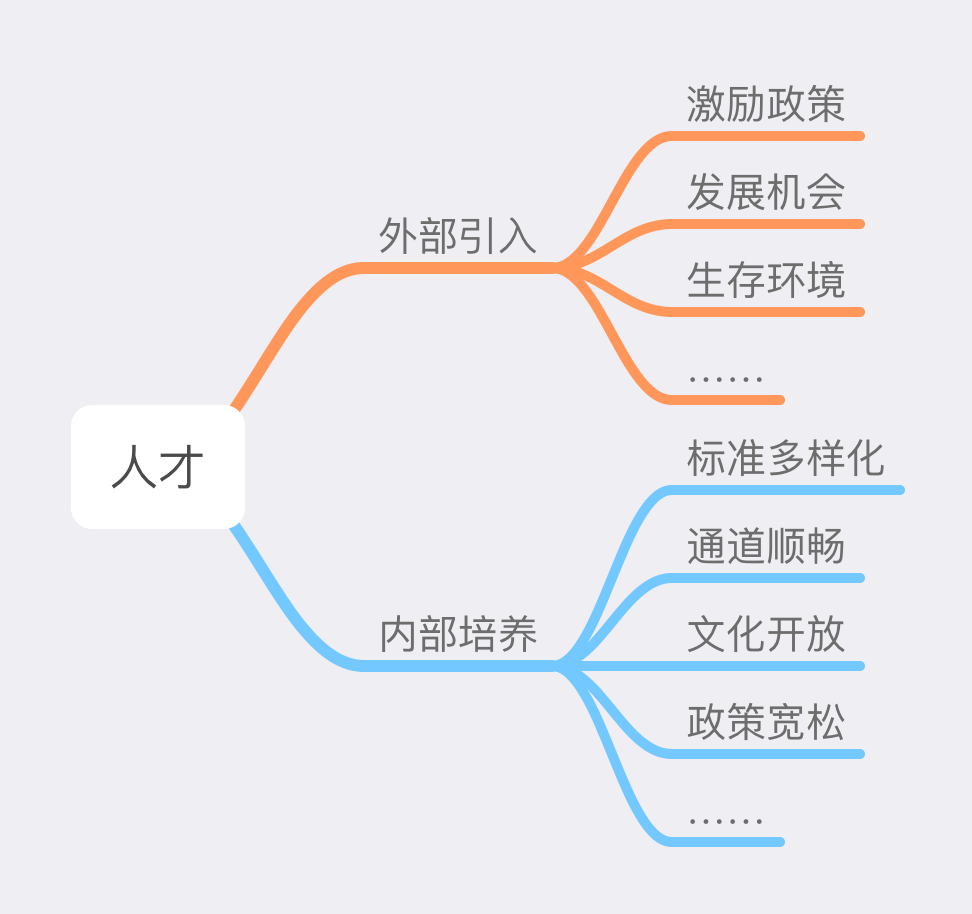 人才
外部引入
激励政策
发展机会
生存环境
……
内部培养
标准多样化
通道顺畅
文化开放
政策宽松
……